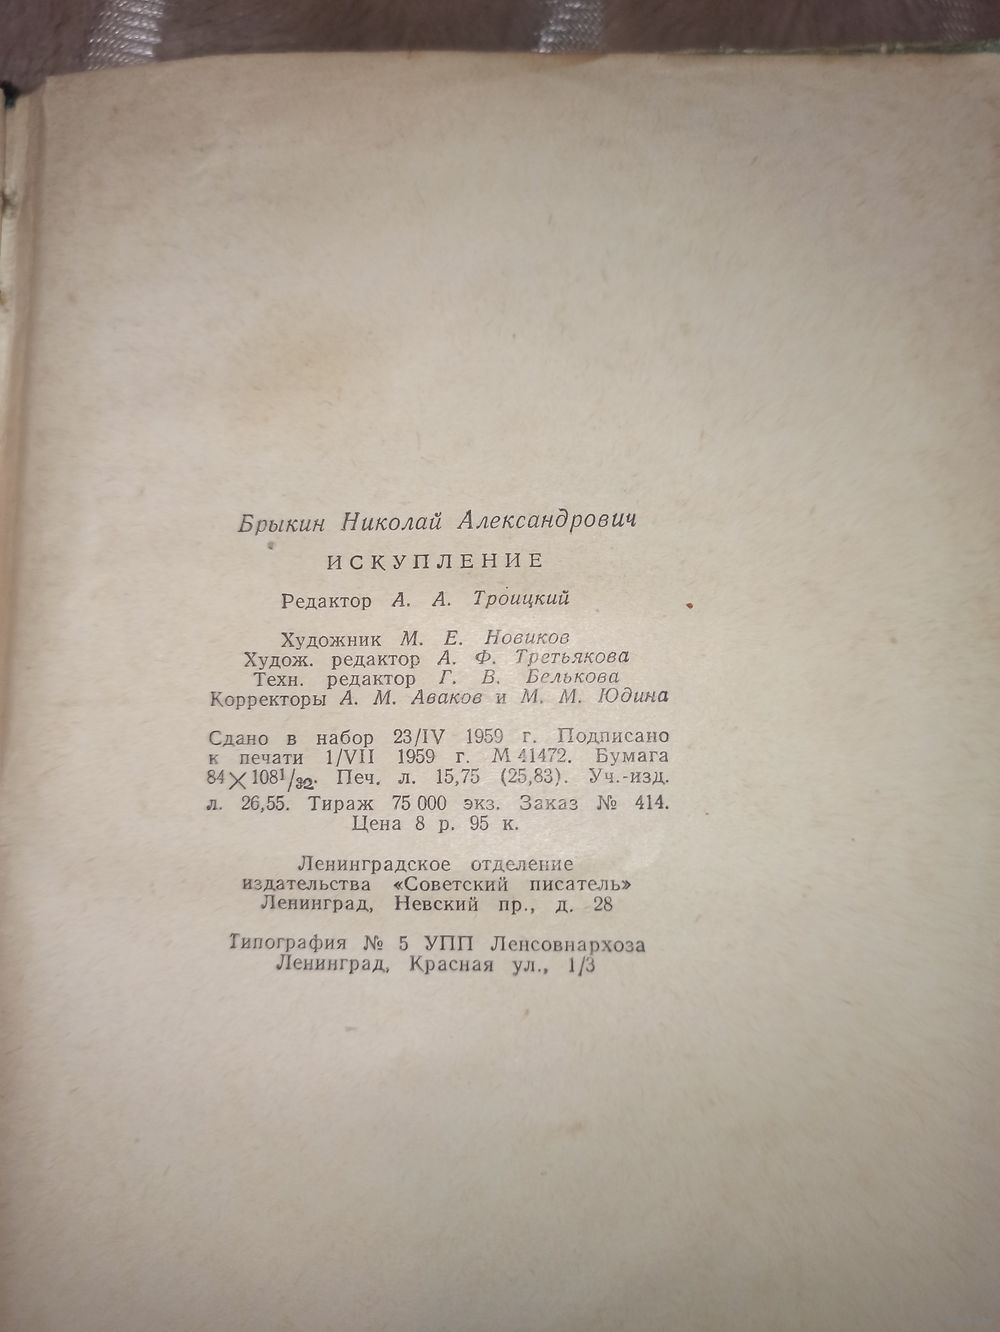 Брыкин Николай Александрович
ИСКУПЛЕНИЕ
Редактор А. А. Троицкий
Художник М. Е. Новиков
Худож. редактор А. Ф. Третьякова
Техн. редактор Г. В. Белькова
Корректоры А. М. Аваков и М. М. Юдина
Сдано в набор 23/IV 1959 г. Подписано
к печати 1/VII 1959 г. М 41472. Бумага
84×108¹/₃₂. Печ. л. 15,75 (25,83). Уч.-изд.
л. 26,55. Тираж 75 000 экз. Заказ № 414.
Цена 8 р. 95 к.
Ленинградское отделение
издательства «Советский писатель»
Ленинград, Невский пр., д. 28
Типография № 5 УПП Ленсовнархоза
Ленинград, Красная ул., 1/3